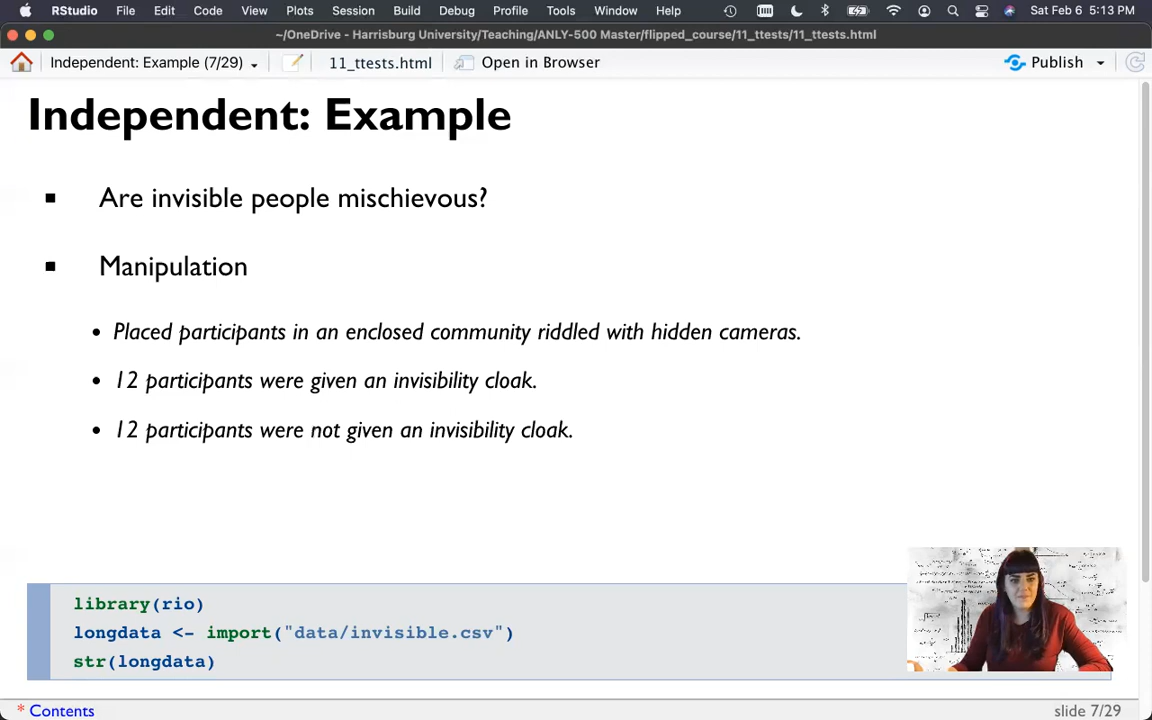 RStudio File Edit Code View Plots Session Build Debug Profile Tools Window Help Sat Feb 6 5:13 PM
~/OneDrive - Harrisburg University/Teaching/ANLY-500 Master/flipped_course/11_ttests/11_ttests.html
Independent: Example (7/29) 11_ttests.html Open in Browser Publish
Independent: Example
Are invisible people mischievous?
Manipulation
Placed participants in an enclosed community riddled with hidden cameras.
12 participants were given an invisibility cloak.
12 participants were not given an invisibility cloak.
library(rio)
longdata <- import("data/invisible.csv")
str(longdata)
* Contents
slide 7/29